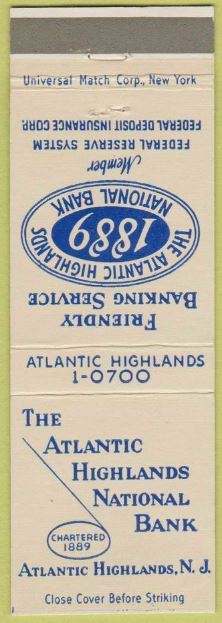 Universal Match Corp., New York
FRIENDLY
BANKING SERVICE
THE ATLANTIC HIGHLANDS
1889
NATIONAL BANK
Member
FEDERAL RESERVE SYSTEM
FEDERAL DEPOSIT INSURANCE CORP.
ATLANTIC HIGHLANDS
1-0700
THE
ATLANTIC
HIGHLANDS
NATIONAL
BANK
CHARTERED
1889
ATLANTIC HIGHLANDS, N. J.
Close Cover Before Striking